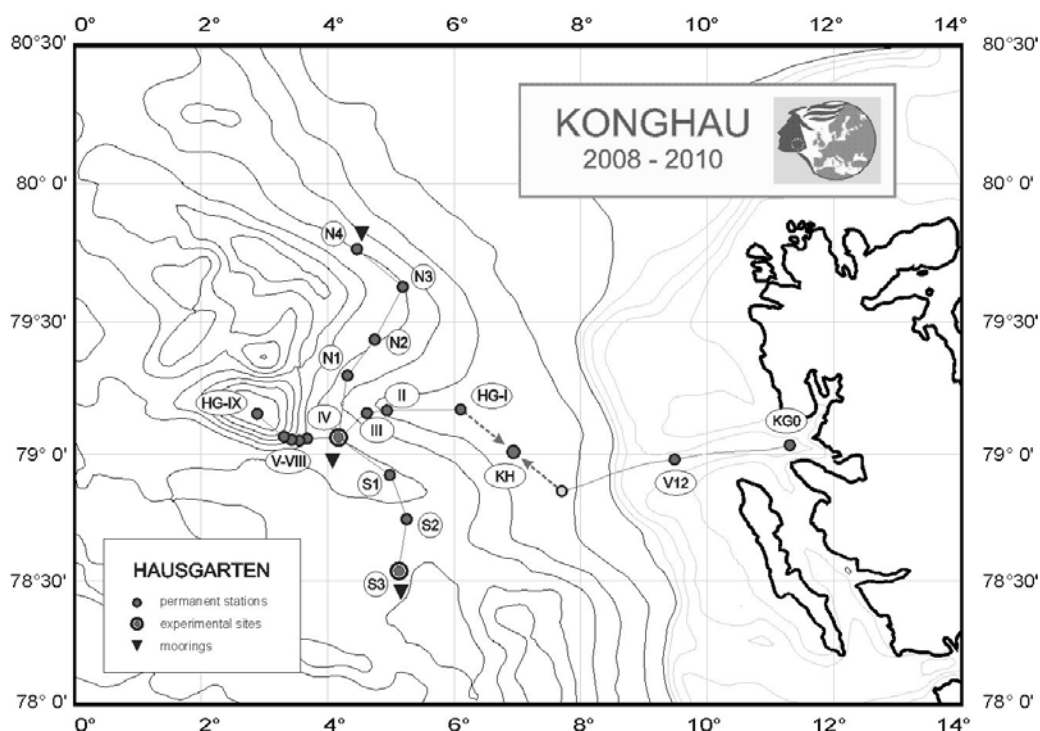 0° 2° 4° 6° 8° 10° 12° 14°
80°30' 80°30'
KONGHAU
2008 - 2010
80° 0' 80° 0'
N4
N3
79°30' 79°30'
N2
N1
II HG-I
HG-IX IV
III KG0
V-VIII
79° 0' KH V12 79° 0'
S1
S2
HAUSGARTEN
permanent stations
experimental sites
moorings
S3
78°30' 78°30'
78° 0' 78° 0'
0° 2° 4° 6° 8° 10° 12° 14°